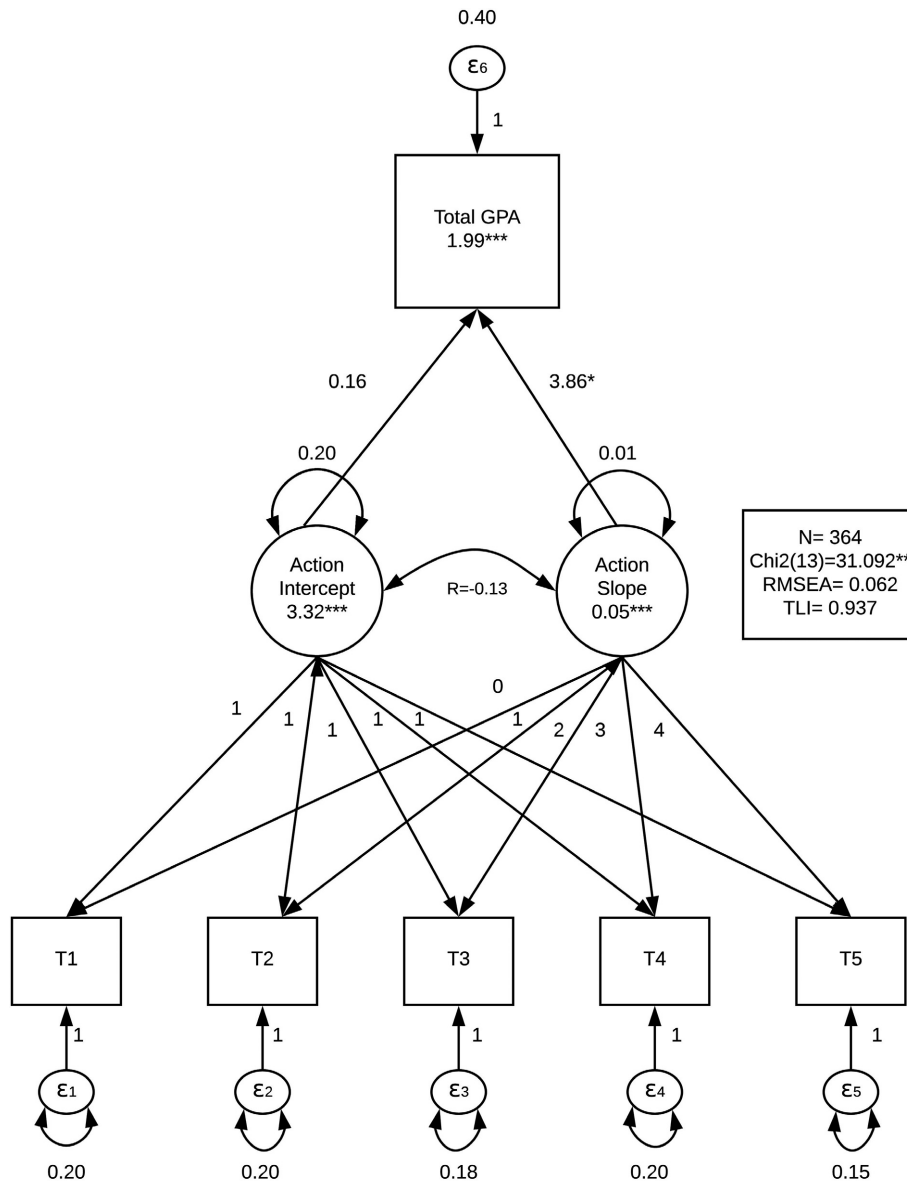 0.40
ε6
1
Total GPA
1.99***
0.16
3.86*
0.20
0.01
Action
Intercept
3.32***
R=-0.13
Action
Slope
0.05***
N= 364
Chi2(13)=31.092**
RMSEA= 0.062
TLI= 0.937
1
1
1
1
1
0
1
2
3
4
T1
T2
T3
T4
T5
1
1
1
1
1
ε1
ε2
ε3
ε4
ε5
0.20
0.20
0.18
0.20
0.15